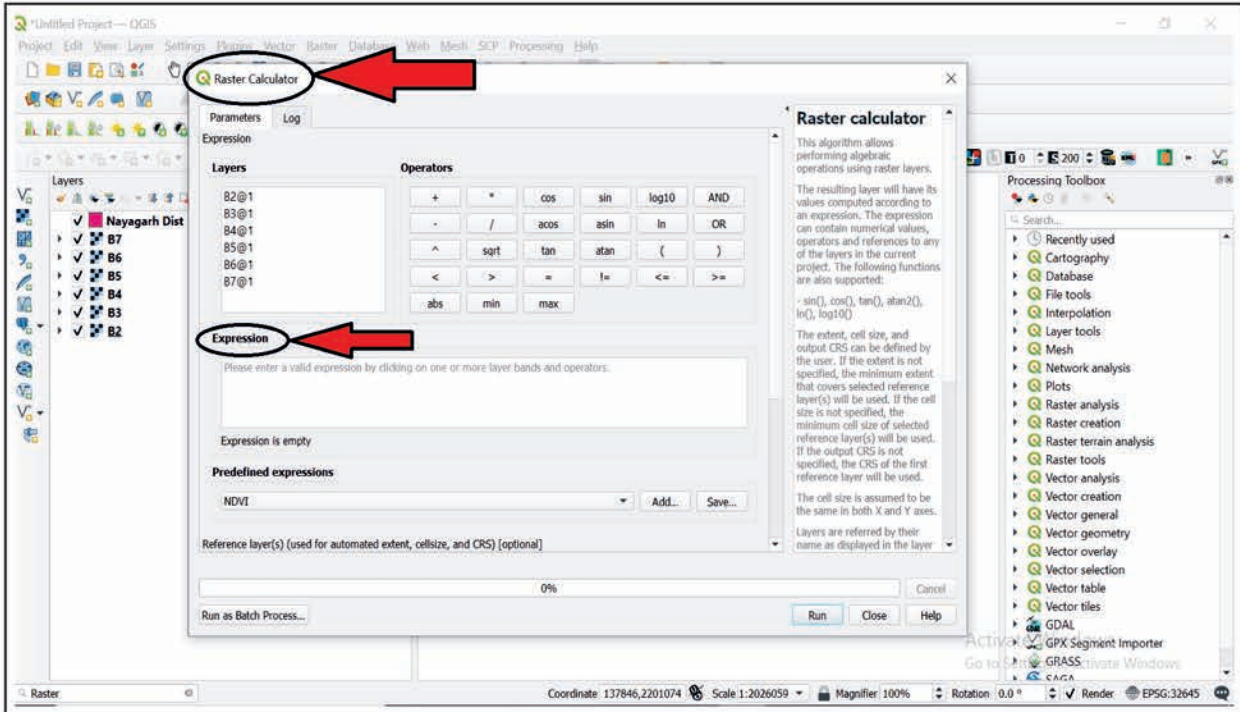 *Untitled Project — QGIS
Project Edit View Layer Settings Plugins Vector Raster Database Web Mesh SCP Processing Help
Raster Calculator
Parameters Log
Expression
Layers
B2@1
B3@1
B4@1
B5@1
B6@1
B7@1
Operators
+ * cos sin log10 AND
- / acos asin ln OR
^ sqrt tan atan ( )
< > = != <= >=
abs min max
Expression
Please enter a valid expression by clicking on one or more layer bands and operators.
Expression is empty
Predefined expressions
NDVI Add... Save...
Reference layer(s) (used for automated extent, cellsize, and CRS) [optional]
0% Cancel
Run as Batch Process... Run Close Help
Raster calculator
This algorithm allows
performing algebraic
operations using raster layers.
The resulting layer will have its
values computed according to
an expression. The expression
can contain numerical values,
operators and references to any
of the layers in the current
project. The following functions
are also supported:
- sin(), cos(), tan(), atan2(),
ln(), log10()
The extent, cell size, and
output CRS can be defined by
the user. If the extent is not
specified, the minimum extent
that covers selected reference
layer(s) will be used. If the cell
size is not specified, the
minimum cell size of selected
reference layer(s) will be used.
If the output CRS is not
specified, the CRS of the first
reference layer will be used.
The cell size is assumed to be
the same in both X and Y axes.
Layers are referred by their
name as displayed in the layer
Layers
Nayagarh Dist
B7
B6
B5
B4
B3
B2
T 0 S 200
Processing Toolbox
Search...
Recently used
Cartography
Database
File tools
Interpolation
Layer tools
Mesh
Network analysis
Plots
Raster analysis
Raster creation
Raster terrain analysis
Raster tools
Vector analysis
Vector creation
Vector general
Vector geometry
Vector overlay
Vector selection
Vector table
Vector tiles
GDAL
GPX Segment Importer
GRASS
SAGA
Activate Windows
Go to Settings to activate Windows.
Raster
Coordinate 137846,2201074 Scale 1:2026059 Magnifier 100% Rotation 0.0 ° Render EPSG:32645